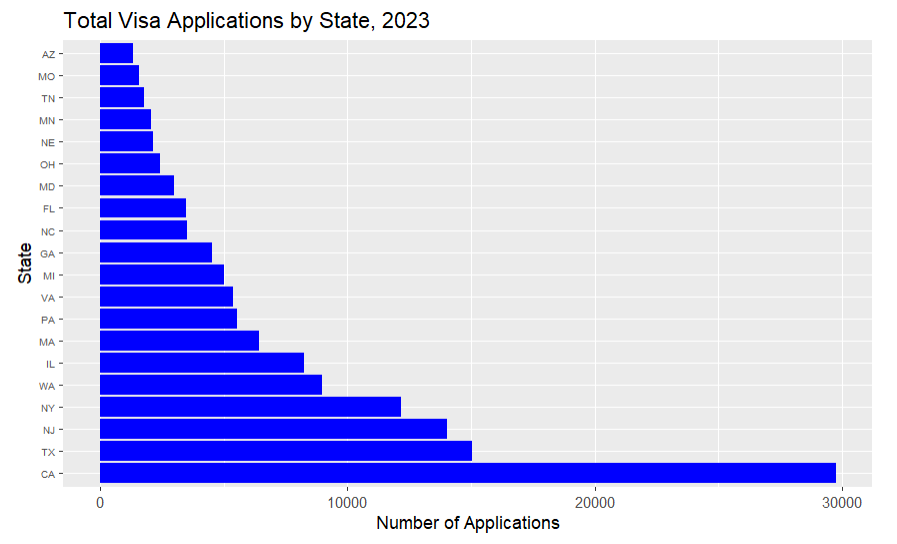 Total Visa Applications by State, 2023
AZ
MO
TN
MN
NE
OH
MD
FL
NC
GA
MI
VA
PA
MA
IL
WA
NY
NJ
TX
CA
State
0 10000 20000 30000
Number of Applications